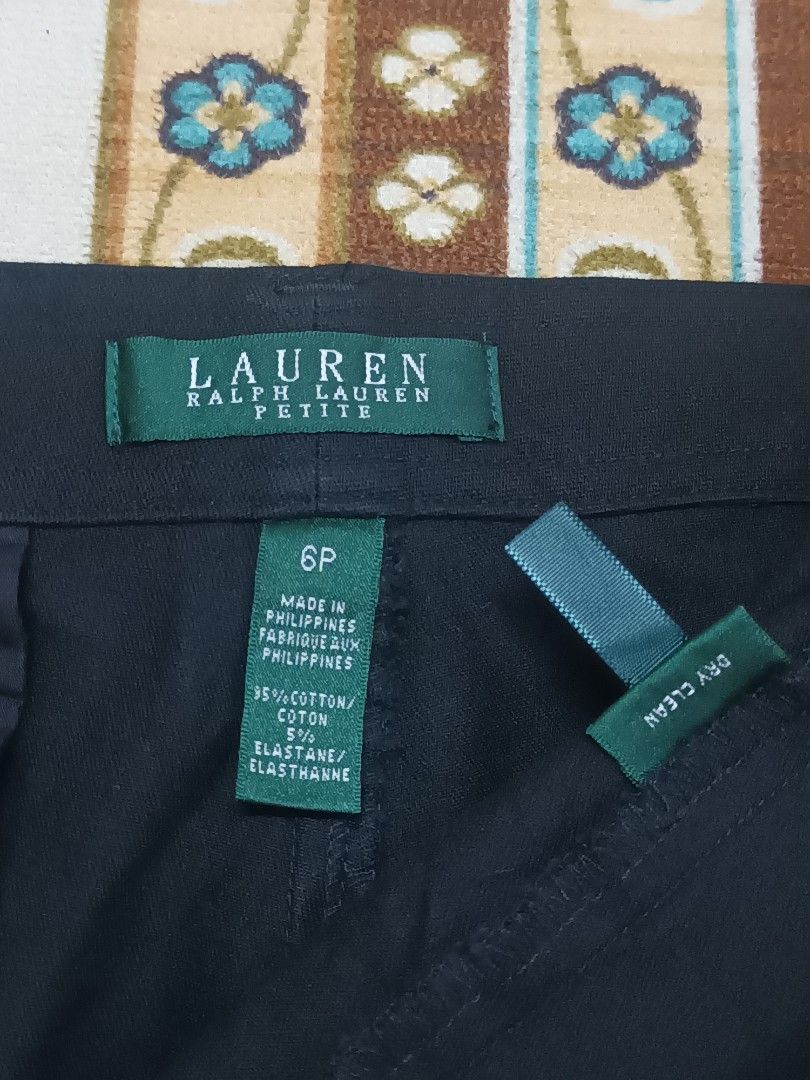 LAUREN
RALPH LAUREN
PETITE
6P
MADE IN
PHILIPPINES
FABRIQUE AUX
PHILIPPINES
95% COTTON/
COTON
5%
ELASTANE/
ELASTHANNE
DRY CLEAN